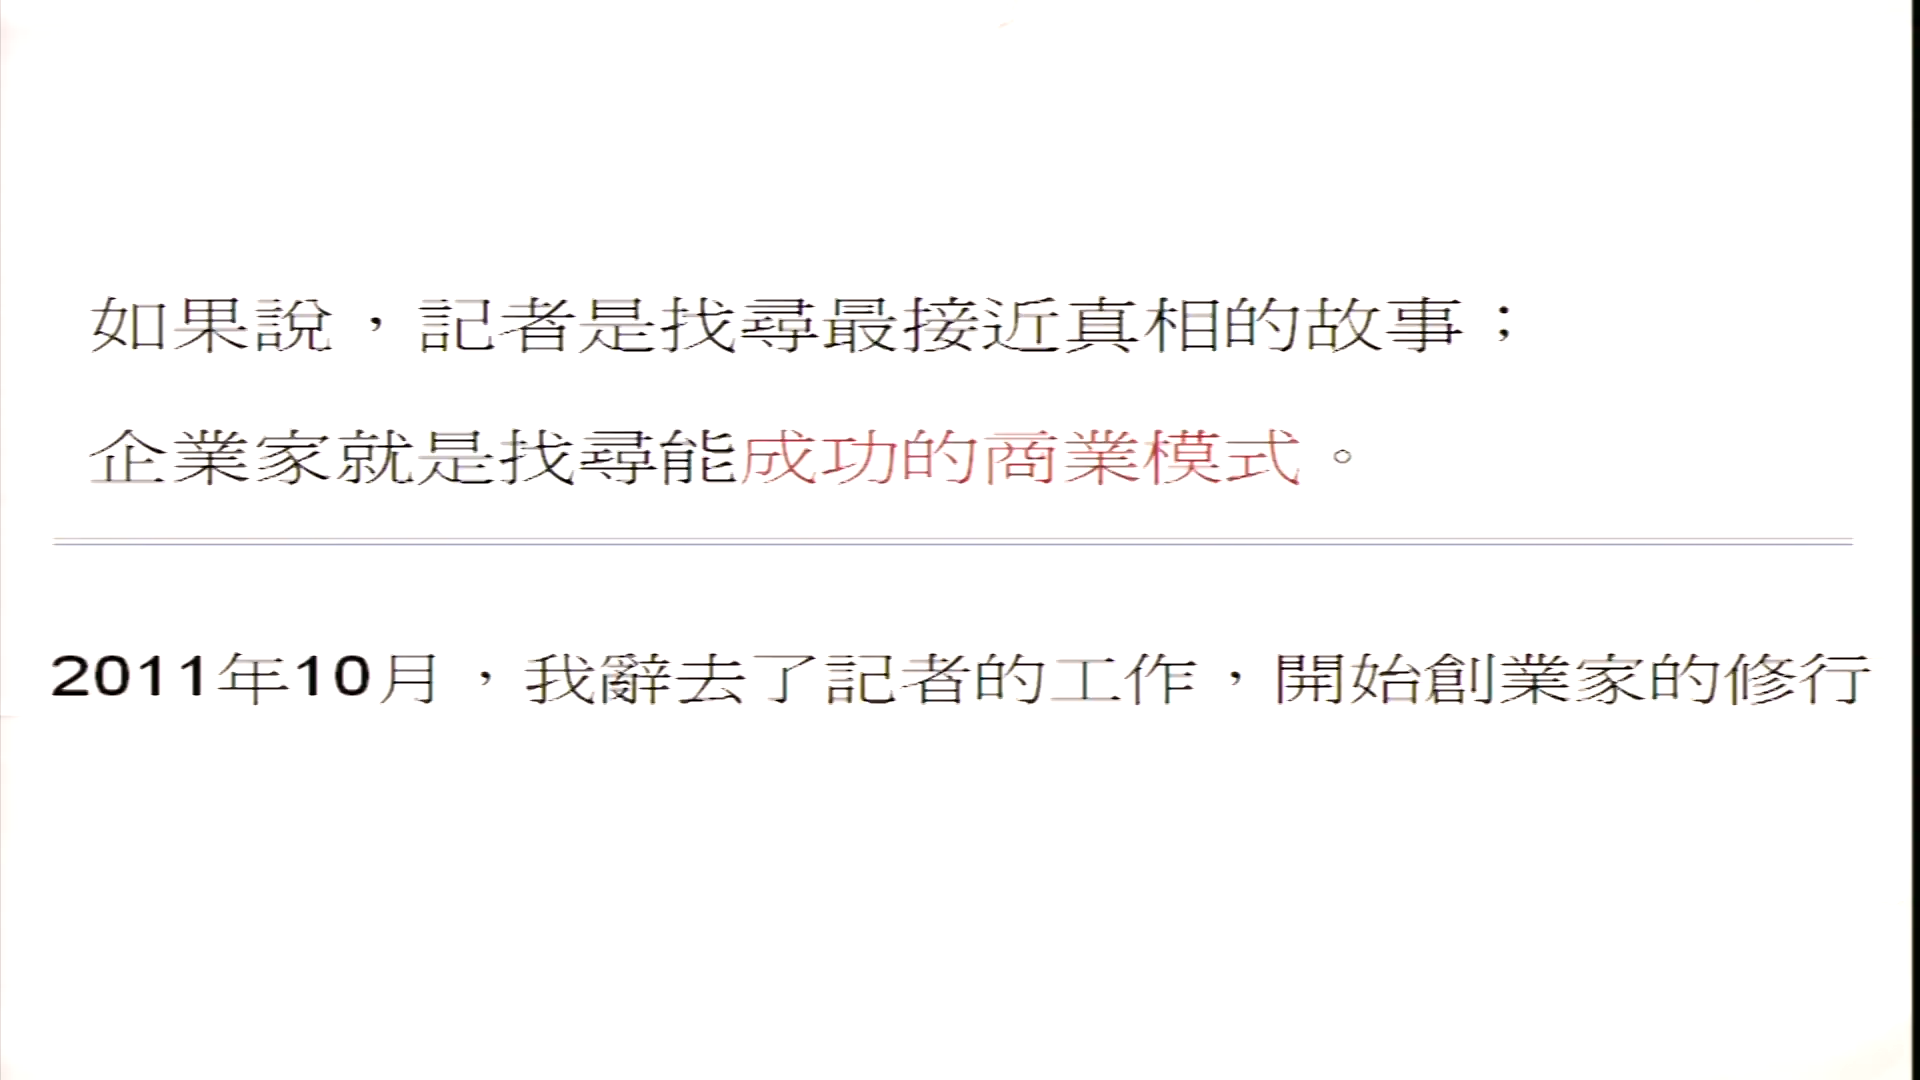 如果說，記者是找尋最接近真相的故事；
企業家就是找尋能成功的商業模式。
2011年10月，我辭去了記者的工作，開始創業家的修行